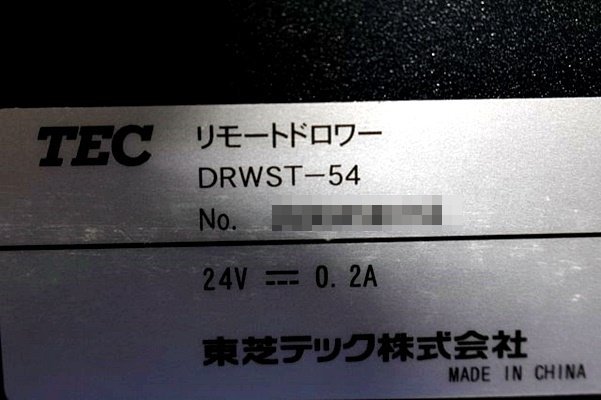 TEC リモートドロワー
DRWST-54
No.
24V ⎓ 0.2A
東芝テック株式会社
MADE IN CHINA